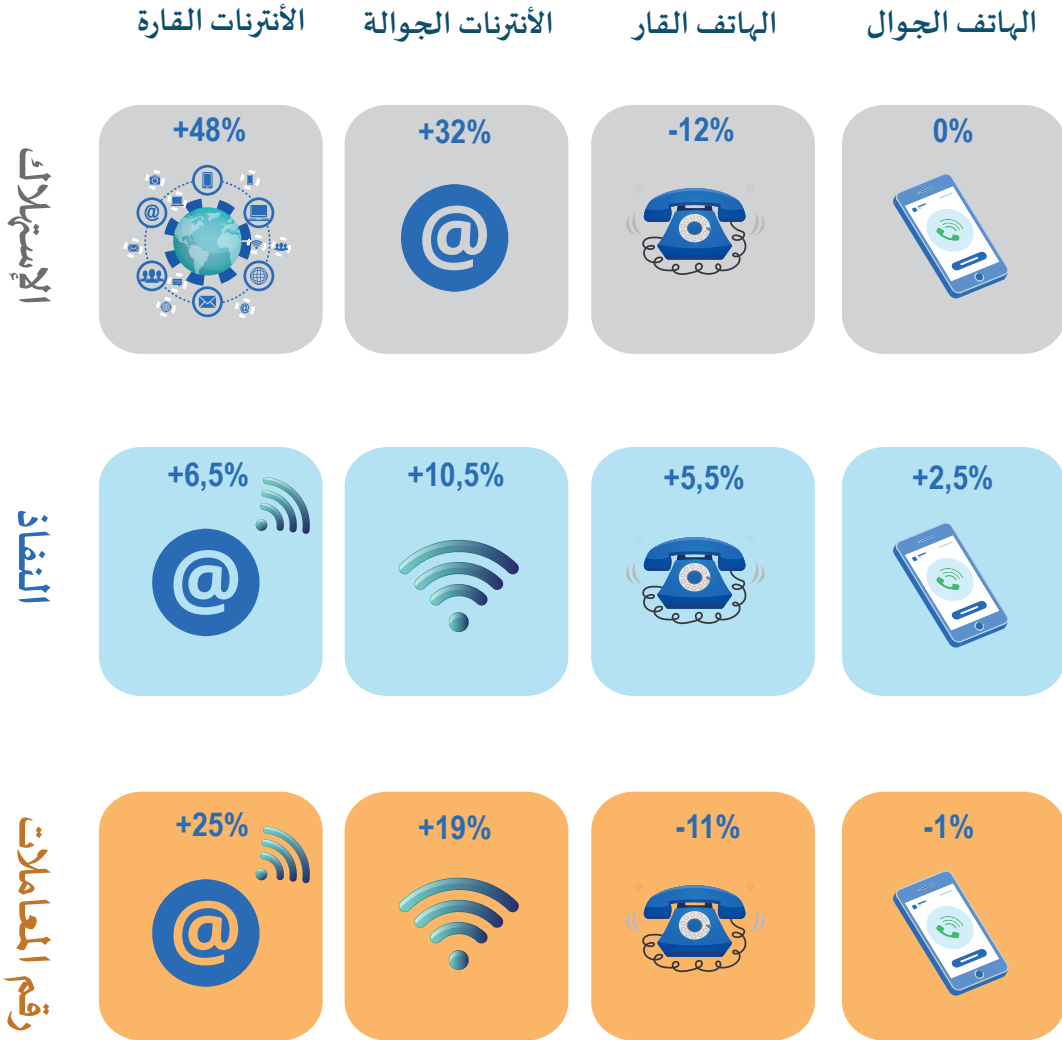 الهاتف الجوال
الهاتف القار
الأنترنات الجوالة
الأنترنات القارة
الإستهلاك
0%
-12%
+32%
+48%
النفاذ
+2,5%
+5,5%
+10,5%
+6,5%
رقم المعاملات
-1%
-11%
+19%
+25%